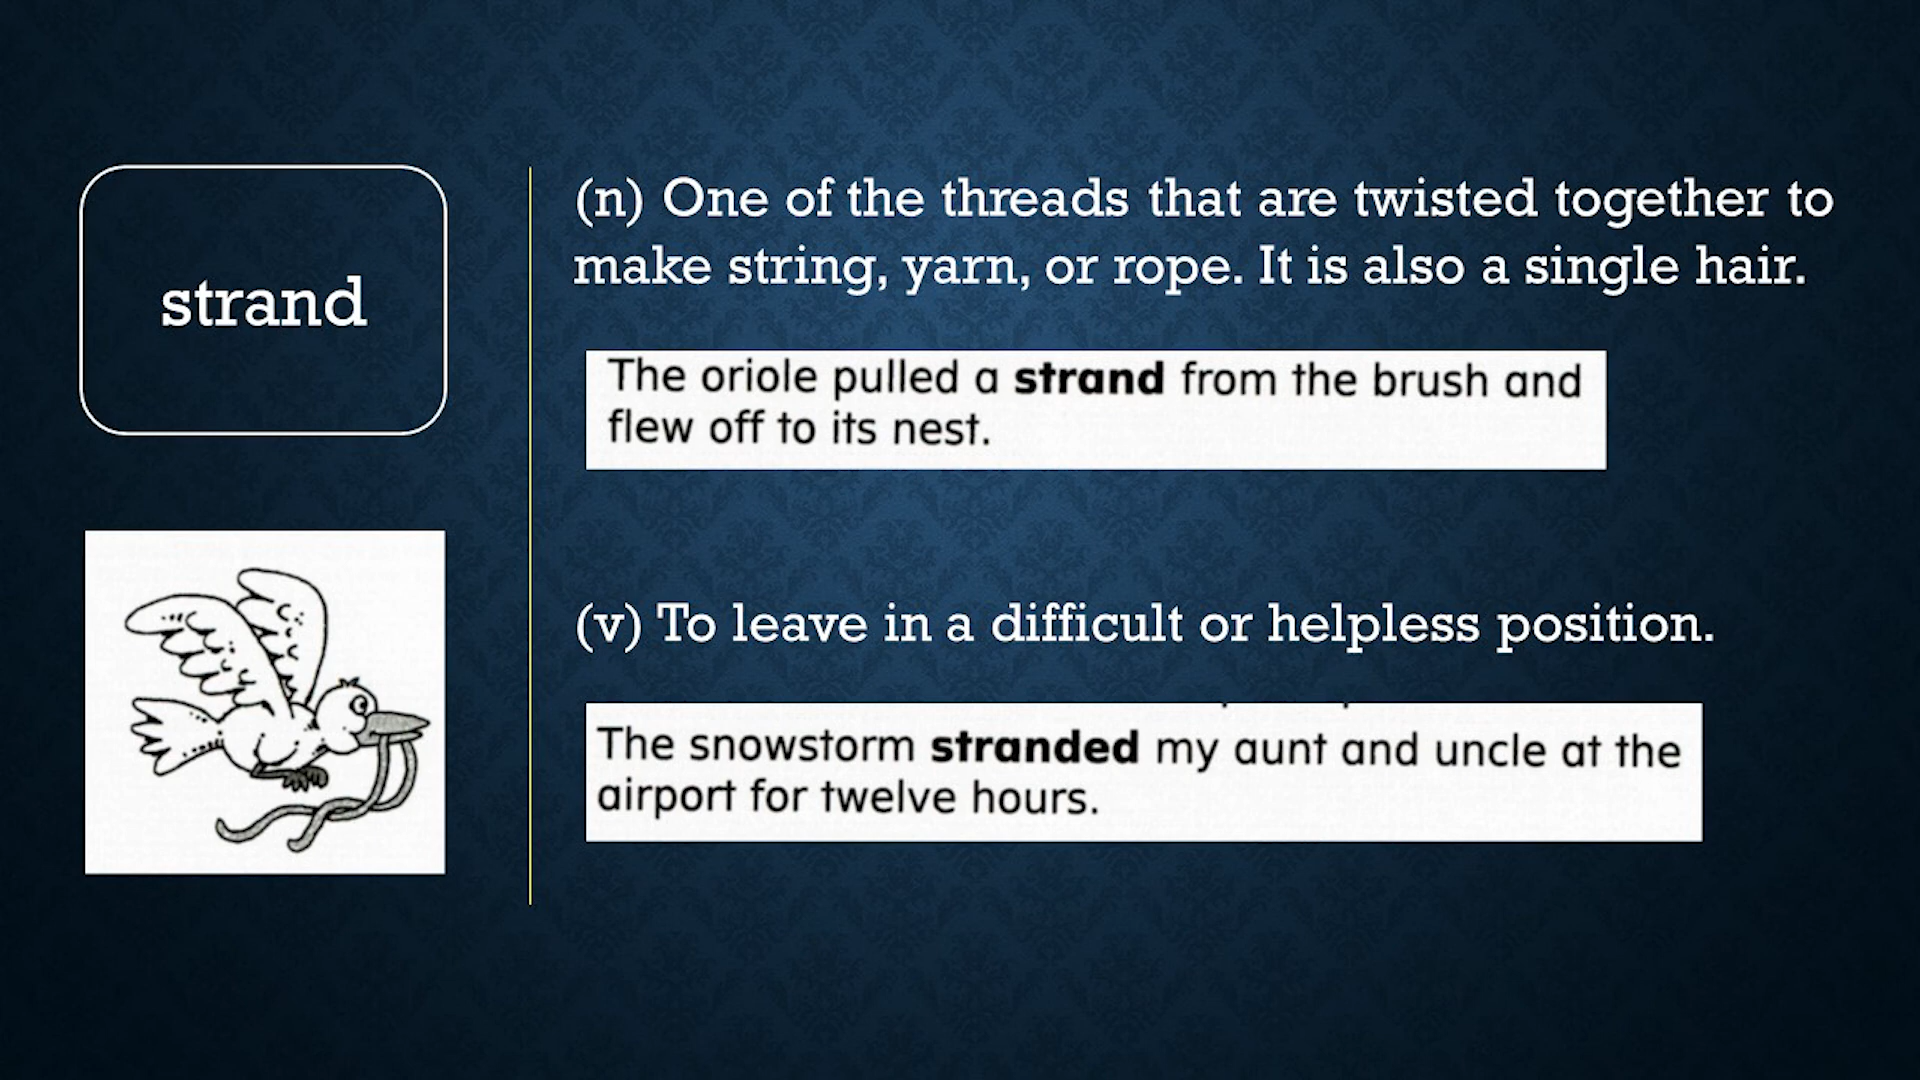 strand
(n) One of the threads that are twisted together to
make string, yarn, or rope. It is also a single hair.
The oriole pulled a strand from the brush and
flew off to its nest.
(v) To leave in a difficult or helpless position.
The snowstorm stranded my aunt and uncle at the
airport for twelve hours.